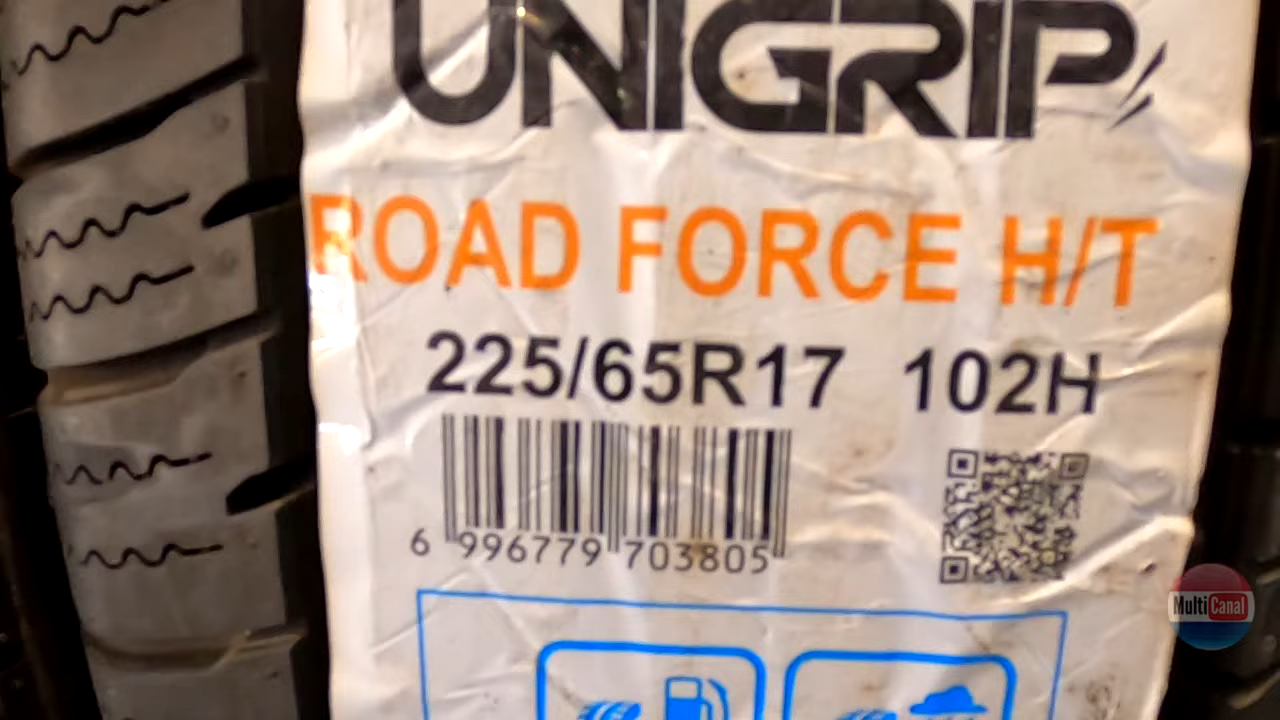 UNIGRIP
ROAD FORCE H/T
225/65R17 102H
6 996779 703805
MultiCanal